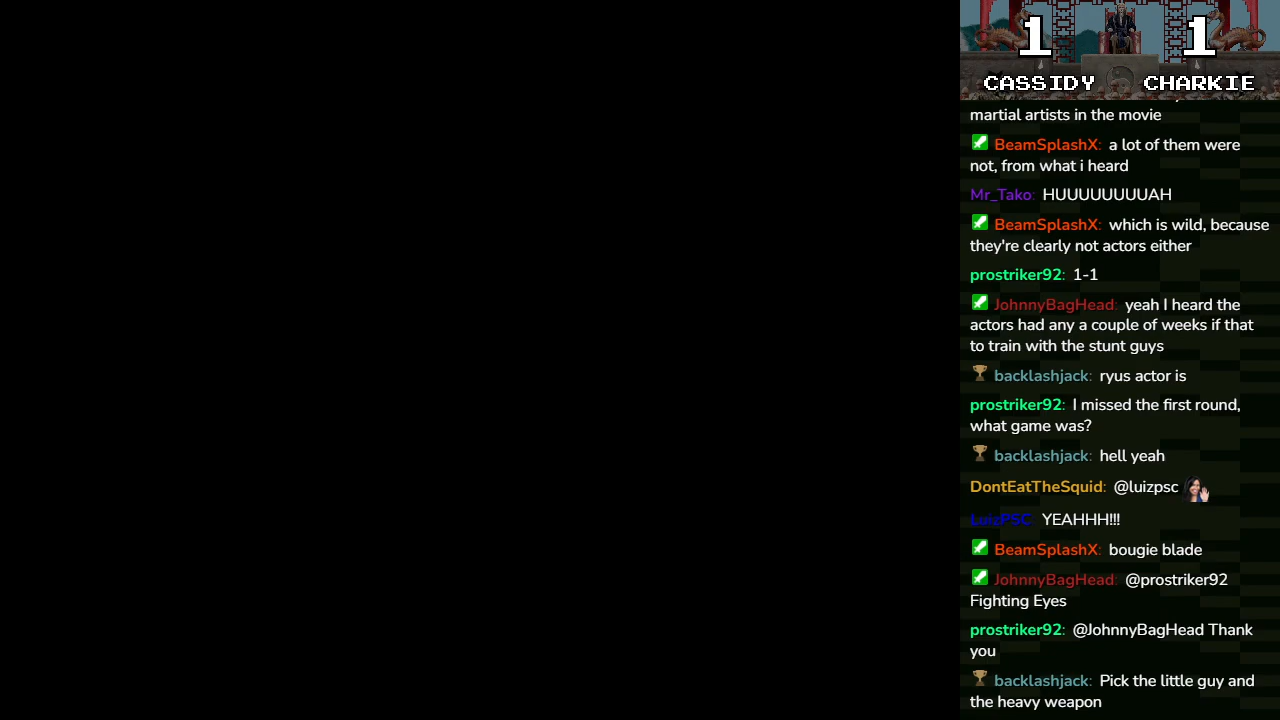 1 1
CASSIDY CHARKIE
martial artists in the movie
BeamSplashX: a lot of them were
not, from what i heard
Mr_Tako: HUUUUUUUUAH
BeamSplashX: which is wild, because
they're clearly not actors either
prostriker92: 1-1
JohnnyBagHead: yeah I heard the
actors had any a couple of weeks if that
to train with the stunt guys
backlashjack: ryus actor is
prostriker92: I missed the first round,
what game was?
backlashjack: hell yeah
DontEatTheSquid: @luizpsc
LuizPSC: YEAHHH!!!
BeamSplashX: bougie blade
JohnnyBagHead: @prostriker92
Fighting Eyes
prostriker92: @JohnnyBagHead Thank
you
backlashjack: Pick the little guy and
the heavy weapon